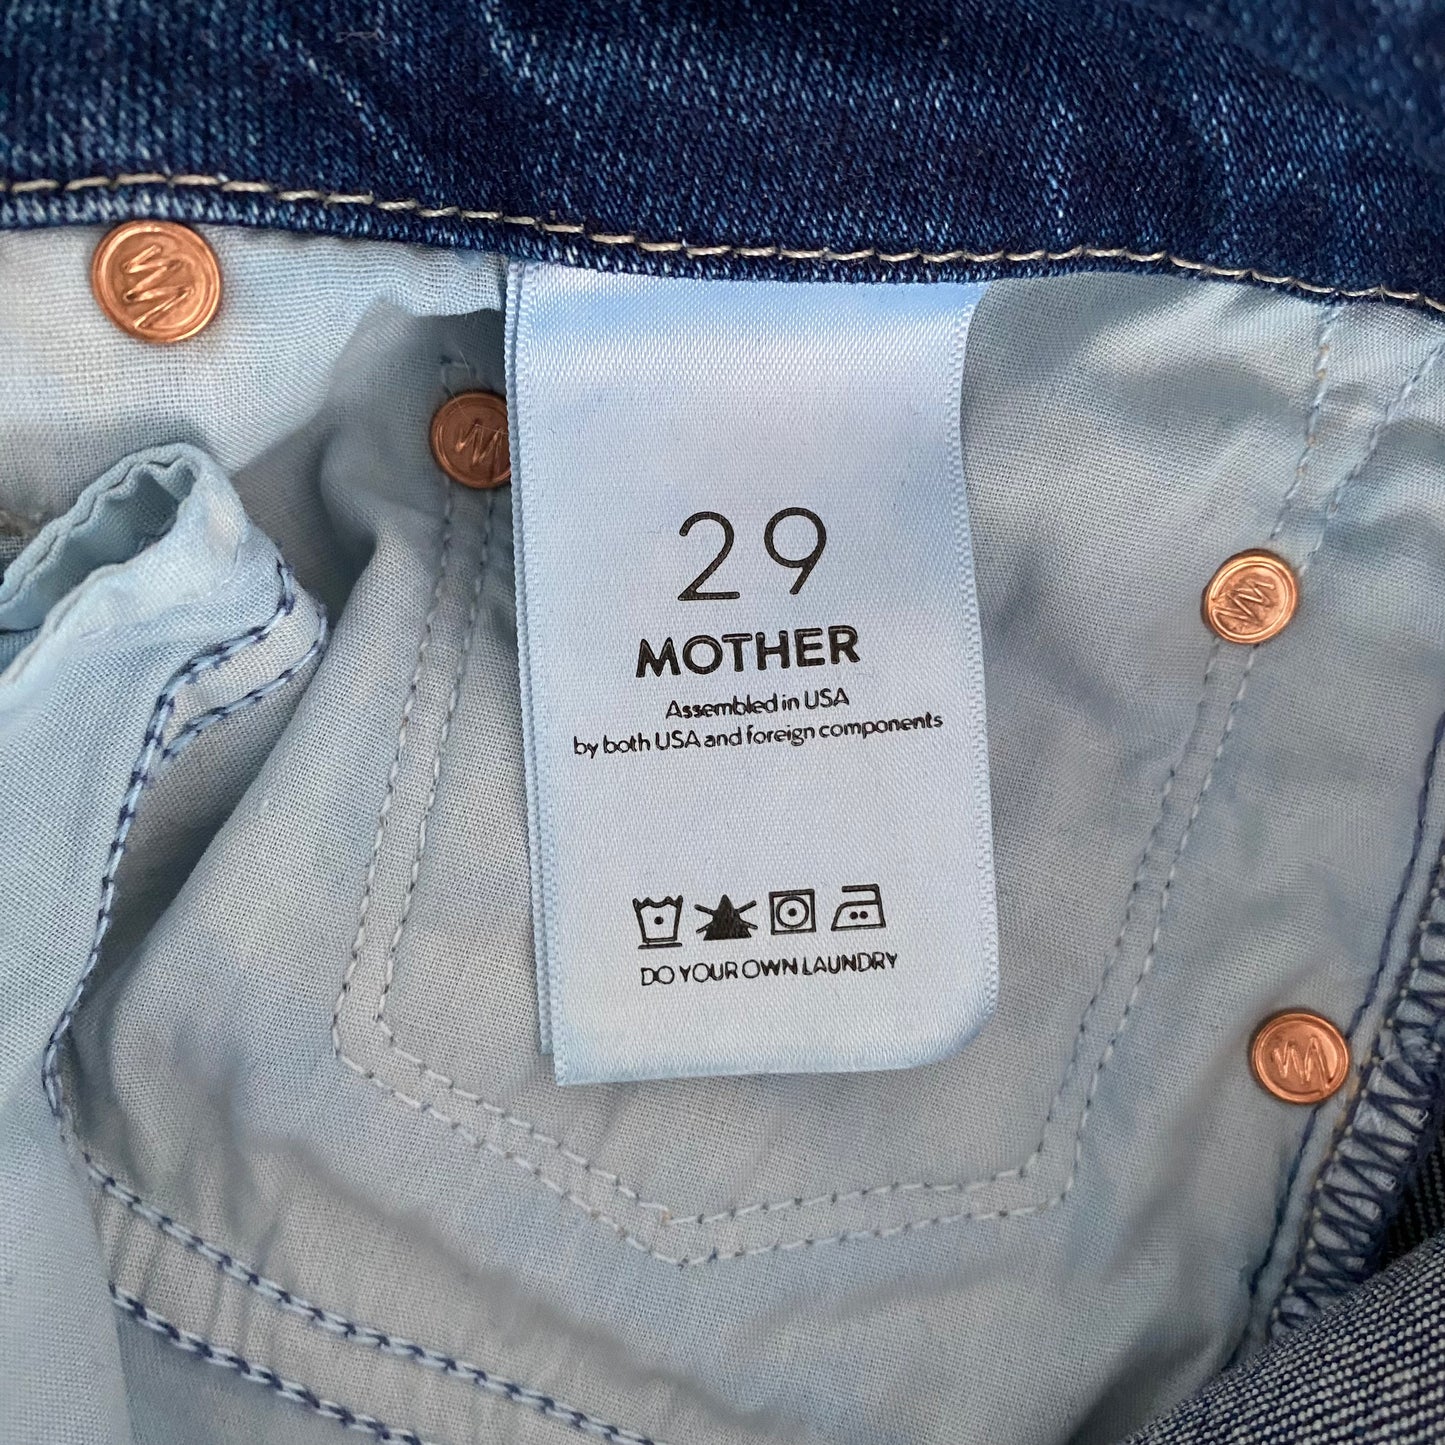 29
MOTHER
Assembled in USA
by both USA and foreign components
DO YOUR OWN LAUNDRY